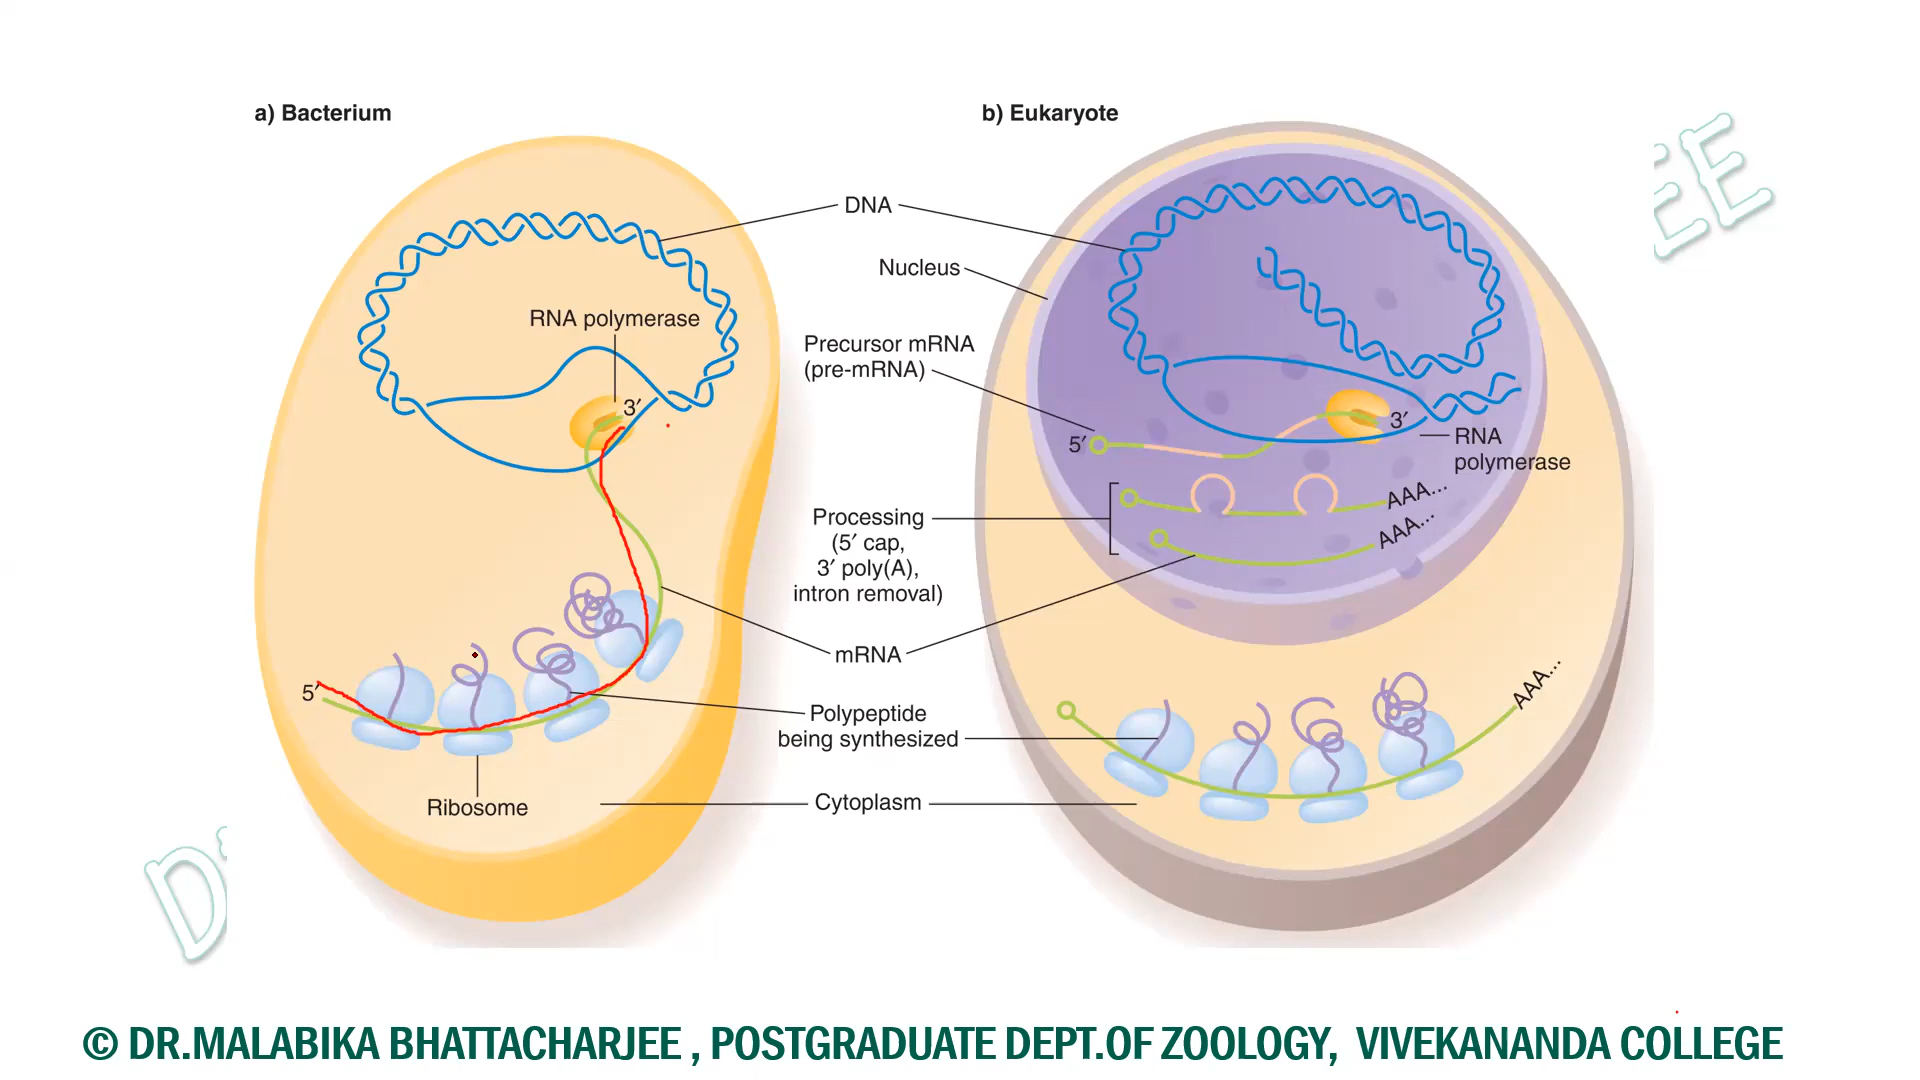 a) Bacterium
b) Eukaryote
DNA
Nucleus
RNA polymerase
Precursor mRNA
(pre-mRNA)
3′
3′
5′
RNA
polymerase
AAA...
AAA...
Processing
(5′ cap,
3′ poly(A),
intron removal)
mRNA
5′
AAA...
Polypeptide
being synthesized
Ribosome
Cytoplasm
© DR.MALABIKA BHATTACHARJEE , POSTGRADUATE DEPT.OF ZOOLOGY, VIVEKANANDA COLLEGE